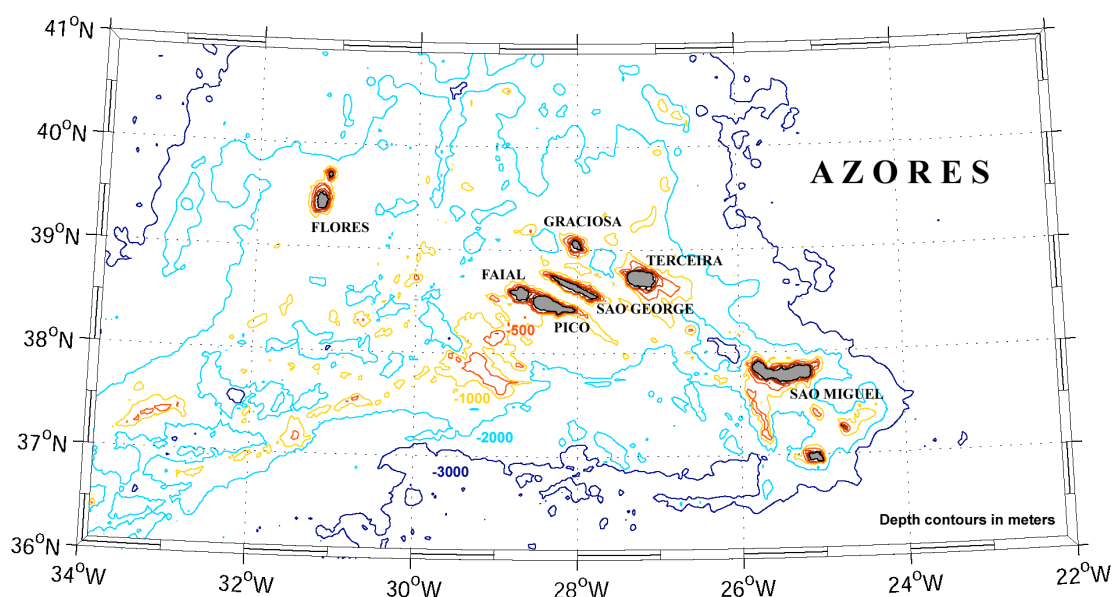 41°N
40°N
AZORES
GRACIOSA
FLORES
39°N
TERCEIRA
FAIAL
SAO GEORGE
PICO
-500
38°N
SAO MIGUEL
-1000
-2000
37°N
-3000
Depth contours in meters
36°N
34°W 32°W 30°W 28°W 26°W 24°W 22°W